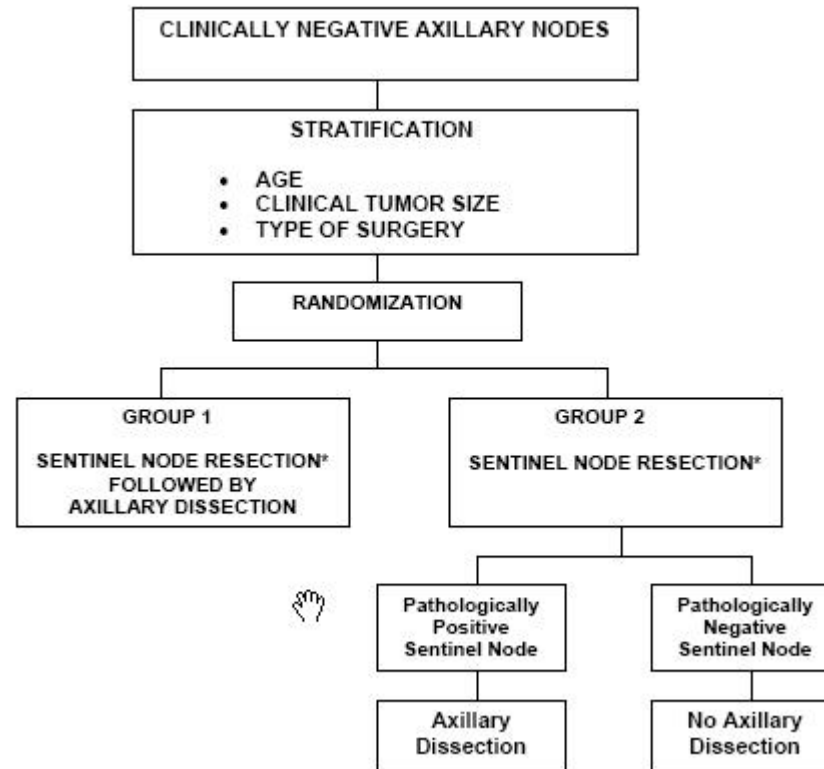 CLINICALLY NEGATIVE AXILLARY NODES
STRATIFICATION
• AGE
• CLINICAL TUMOR SIZE
• TYPE OF SURGERY
RANDOMIZATION
GROUP 1
SENTINEL NODE RESECTION*
FOLLOWED BY
AXILLARY DISSECTION
GROUP 2
SENTINEL NODE RESECTION*
Pathologically
Positive
Sentinel Node
Pathologically
Negative
Sentinel Node
Axillary
Dissection
No Axillary
Dissection